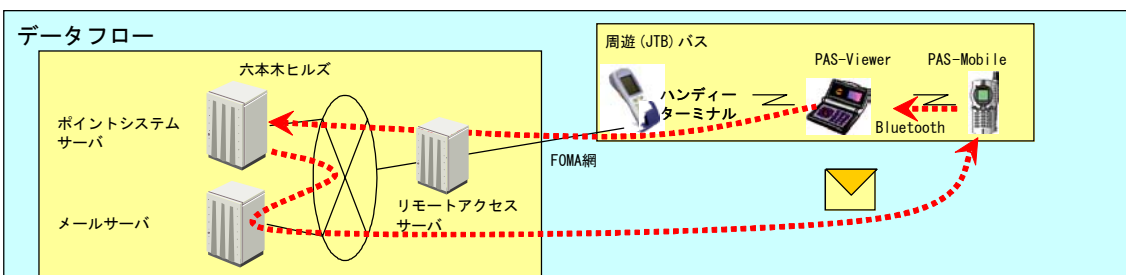 データフロー
六本木ヒルズ
ポイントシステム
サーバ
メールサーバ
リモートアクセス
サーバ
FOMA網
周遊(JTB)バス
ハンディー
ターミナル
PAS-Viewer
PAS-Mobile
Bluetooth